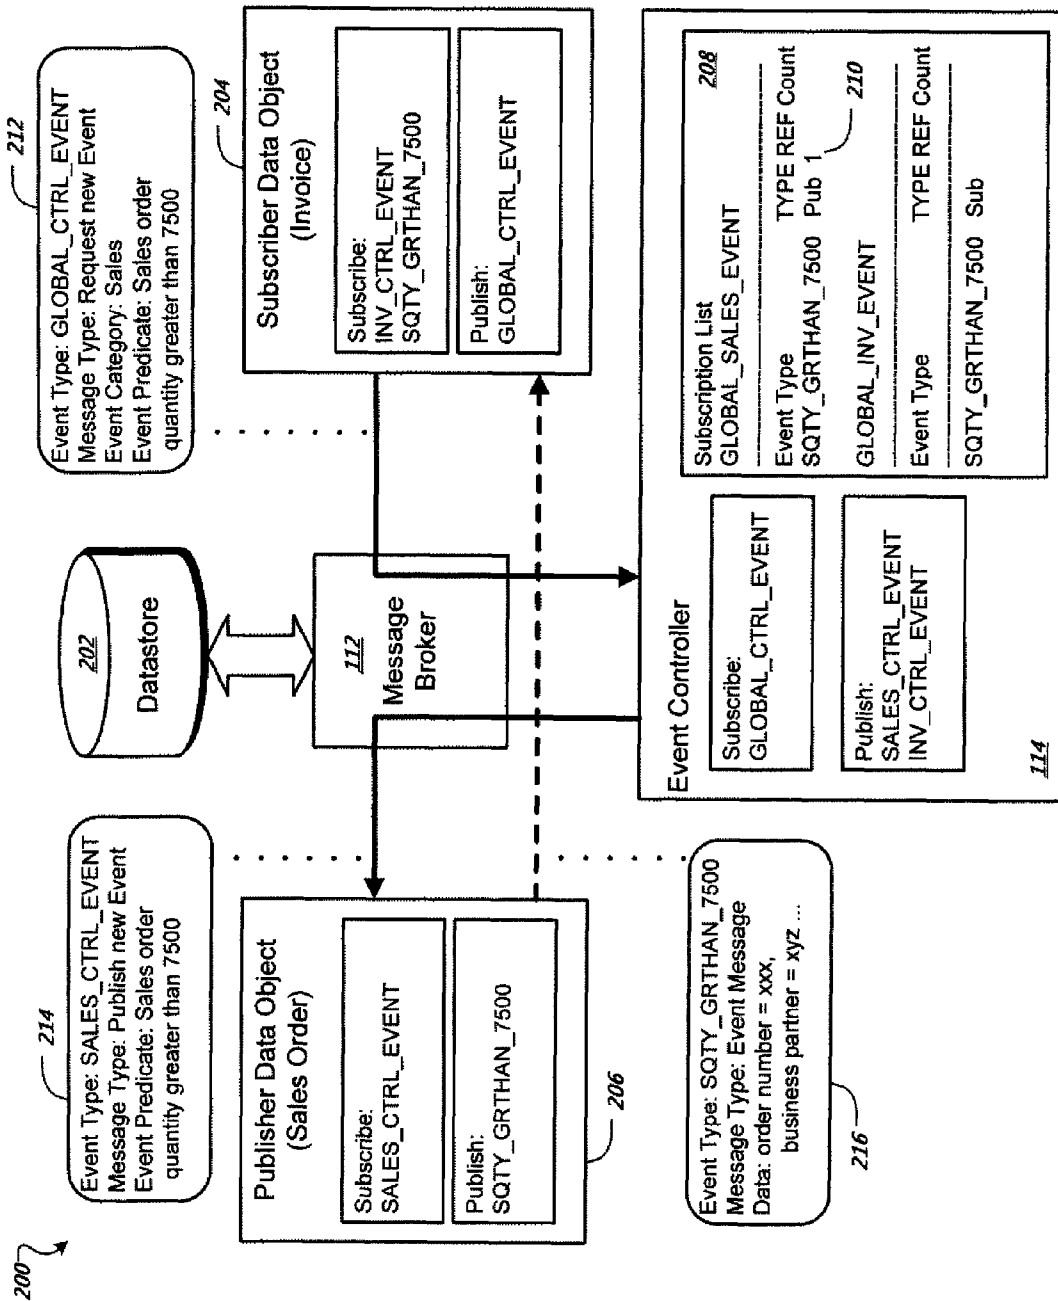 200
214
Event Type: SALES_CTRL_EVENT
Message Type: Publish new Event
Event Predicate: Sales order
quantity greater than 7500
202
Datastore
212
Event Type: GLOBAL_CTRL_EVENT
Message Type: Request new Event
Event Category: Sales
Event Predicate: Sales order
quantity greater than 7500
Publisher Data Object
(Sales Order)
Subscribe:
SALES_CTRL_EVENT
Publish:
SQTY_GRTHAN_7500
206
112
Message
Broker
204
Subscriber Data Object
(Invoice)
Subscribe:
INV_CTRL_EVENT
SQTY_GRTHAN_7500
Publish:
GLOBAL_CTRL_EVENT
Event Type: SQTY_GRTHAN_7500
Message Type: Event Message
Data: order number = xxx,
business partner = xyz ...
216
Event Controller
Subscribe:
GLOBAL_CTRL_EVENT
Publish:
SALES_CTRL_EVENT
INV_CTRL_EVENT
114
Subscription List 208
GLOBAL_SALES_EVENT
Event Type TYPE REF Count
SQTY_GRTHAN_7500 Pub 1
210
GLOBAL_INV_EVENT
Event Type TYPE REF Count
SQTY_GRTHAN_7500 Sub